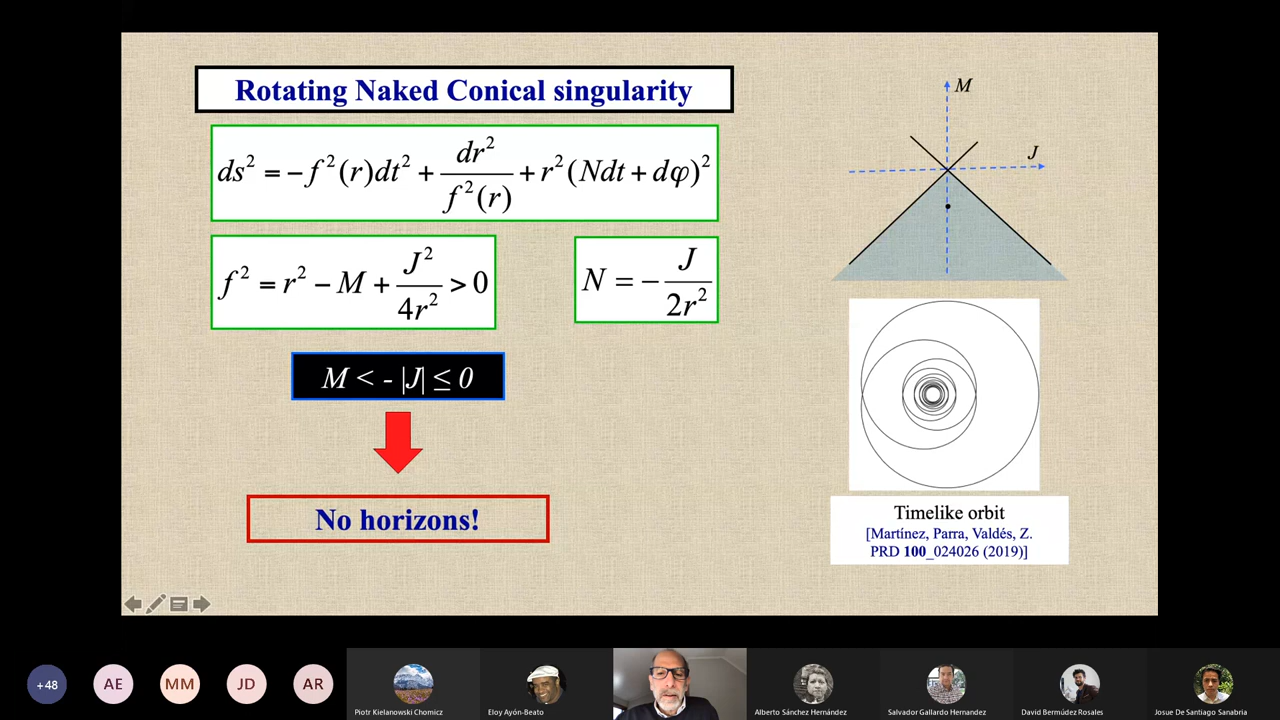 Rotating Naked Conical singularity
ds² = −f²(r)dt² + dr²/f²(r) + r²(Ndt + dφ)²
f² = r² − M + J²/4r² > 0
N = − J/2r²
M < - |J| ≤ 0
No horizons!
M
J
Timelike orbit
[Martínez, Parra, Valdés, Z.
PRD 100_024026 (2019)]
+48
AE
MM
JD
AR
Piotr Kielanowski Chomicz
Eloy Ayón-Beato
Alberto Sánchez Hernández
Salvador Gallardo Hernandez
David Bermúdez Rosales
Josue De Santiago Sanabria